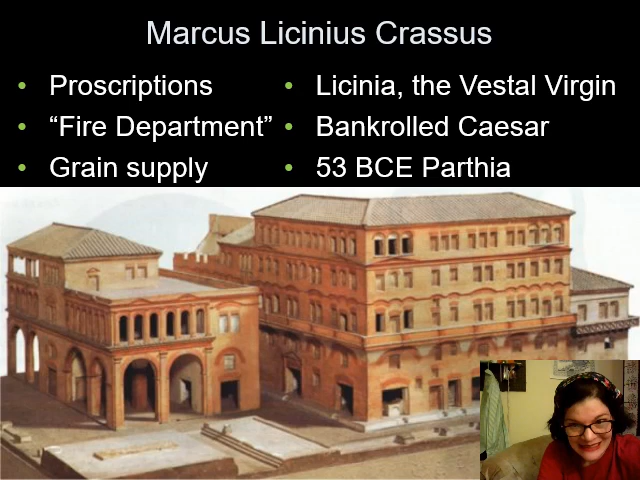 Marcus Licinius Crassus
• Proscriptions
• “Fire Department”
• Grain supply
• Licinia, the Vestal Virgin
• Bankrolled Caesar
• 53 BCE Parthia